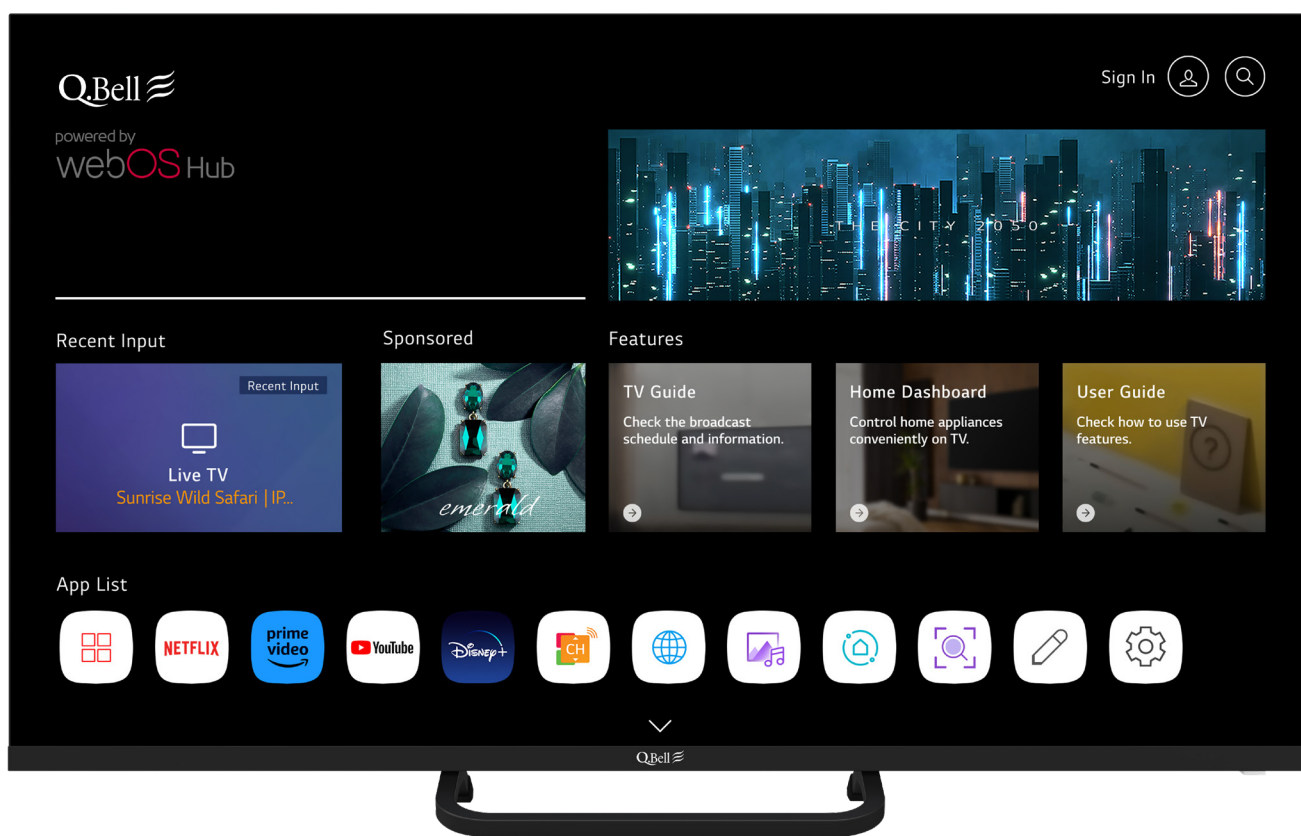 Q.Bell
Sign In
powered by
webOS Hub
THE CITY 2050
Recent Input
Sponsored
Features
Recent Input
Live TV
Sunrise Wild Safari | IP...
emerald
TV Guide
Check the broadcast
schedule and information.
Home Dashboard
Control home appliances
conveniently on TV.
User Guide
Check how to use TV
features.
App List
NETFLIX
prime
video
YouTube
Disney+
CH
Q.Bell